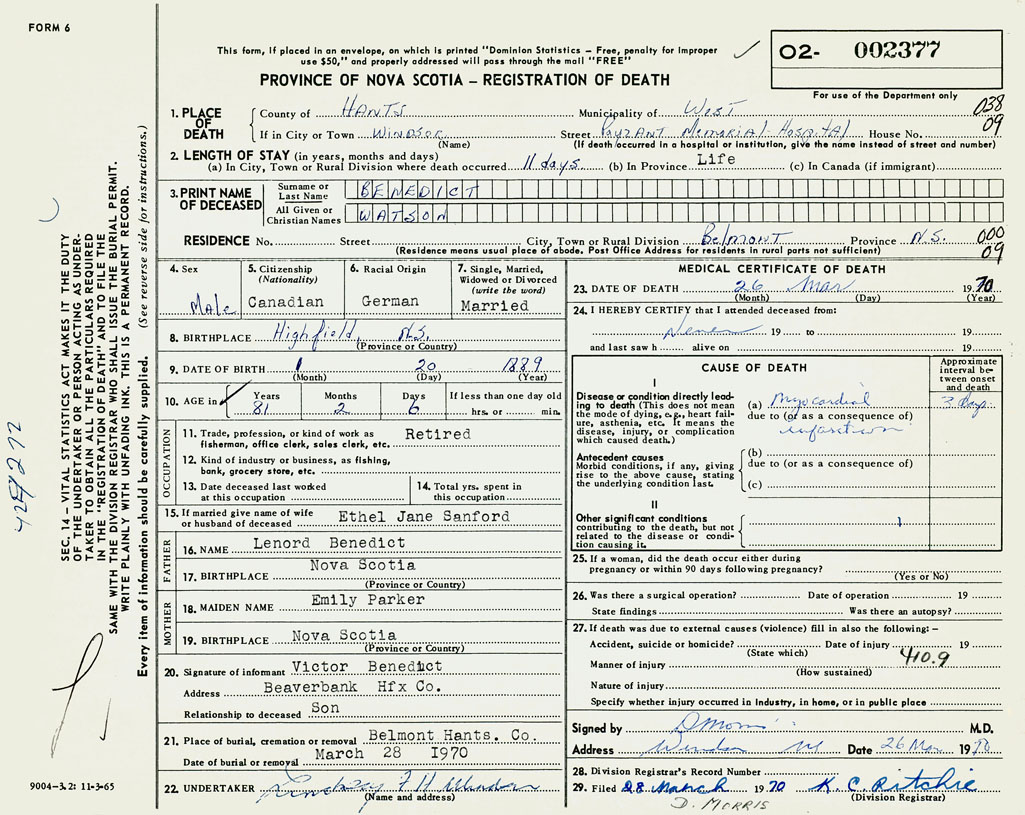 FORM 6
This form, if placed in an envelope, on which is printed "Dominion Statistics – Free, penalty for improper
use $50," and properly addressed will pass through the mail "FREE"
PROVINCE OF NOVA SCOTIA – REGISTRATION OF DEATH
02- 002377
For use of the Department only
1. PLACE OF DEATH
County of HANTS Municipality of West 038
If in City or Town WINDSOR Street Payzant Memorial Hospital House No. 09
(Name) (If death occurred in a hospital or institution, give the name instead of street and number)
2. LENGTH OF STAY (in years, months and days)
(a) In City, Town or Rural Division where death occurred 11 days (b) In Province Life (c) In Canada (if immigrant)
3. PRINT NAME OF DECEASED
Surname or Last Name BENEDICT
All Given or Christian Names WATSON
RESIDENCE No. Street City, Town or Rural Division Belmont Province N.S. 000
(Residence means usual place of abode. Post Office Address for residents in rural parts not sufficient) 09
4. Sex Male
5. Citizenship (Nationality) Canadian
6. Racial Origin German
7. Single, Married, Widowed or Divorced (write the word) Married
8. BIRTHPLACE Highfield, N.S.
(Province or Country)
9. DATE OF BIRTH 1 20 1889
(Month) (Day) (Year)
10. AGE in Years Months Days If less than one day old
81 2 6 hrs. or min.
OCCUPATION
11. Trade, profession, or kind of work as fisherman, office clerk, sales clerk, etc. Retired
12. Kind of industry or business, as fishing, bank, grocery store, etc.
13. Date deceased last worked at this occupation
14. Total yrs. spent in this occupation
15. If married give name of wife or husband of deceased Ethel Jane Sanford
FATHER
16. NAME Lenord Benedict
17. BIRTHPLACE Nova Scotia
(Province or Country)
MOTHER
18. MAIDEN NAME Emily Parker
19. BIRTHPLACE Nova Scotia
(Province or Country)
20. Signature of informant Victor Benedict
Address Beaverbank Hfx Co.
Relationship to deceased Son
21. Place of burial, cremation or removal Belmont Hants. Co.
Date of burial or removal March 28 1970
22. UNDERTAKER
(Name and address)
MEDICAL CERTIFICATE OF DEATH
23. DATE OF DEATH 26 Mar 1970
(Month) (Day) (Year)
24. I HEREBY CERTIFY that I attended deceased from:
19 to 19
and last saw h alive on 19
CAUSE OF DEATH
Approximate interval between onset and death
I
Disease or condition directly leading to death (This does not mean the mode of dying, e.g., heart failure, asthenia, etc. It means the disease, injury, or complication which caused death.)
(a) Myocardial 3 days
due to (or as a consequence of)
infarction
Antecedent causes
Morbid conditions, if any, giving rise to the above cause, stating the underlying condition last.
(b)
due to (or as a consequence of)
(c)
II
Other significant conditions contributing to the death, but not related to the disease or condition causing it.
25. If a woman, did the death occur either during
pregnancy or within 90 days following pregnancy?
(Yes or No)
26. Was there a surgical operation? Date of operation 19
State findings Was there an autopsy?
27. If death was due to external causes (violence) fill in also the following: –
Accident, suicide or homicide? Date of injury 19
(State which) 410.9
Manner of injury
(How sustained)
Nature of injury
Specify whether injury occurred in Industry, in home, or in public place
Signed by M.D.
Address Date 26 Mar 1970
28. Division Registrar's Record Number
29. Filed 28 March 1970 K. C. Ritchie
(Division Registrar)
D. MORRIS
SEC. 14 – VITAL STATISTICS ACT MAKES IT THE DUTY
OF THE UNDERTAKER OR PERSON ACTING AS UNDER-
TAKER TO OBTAIN ALL THE PARTICULARS REQUIRED
IN THE "REGISTRATION OF DEATH" AND TO FILE THE
SAME WITH THE DIVISION REGISTRAR WHO SHALL ISSUE THE BURIAL PERMIT.
WRITE PLAINLY WITH UNFADING INK. THIS IS A PERMANENT RECORD.
Every item of information should be carefully supplied. (See reverse side for instructions.)
9004-3.2: 11-3-65